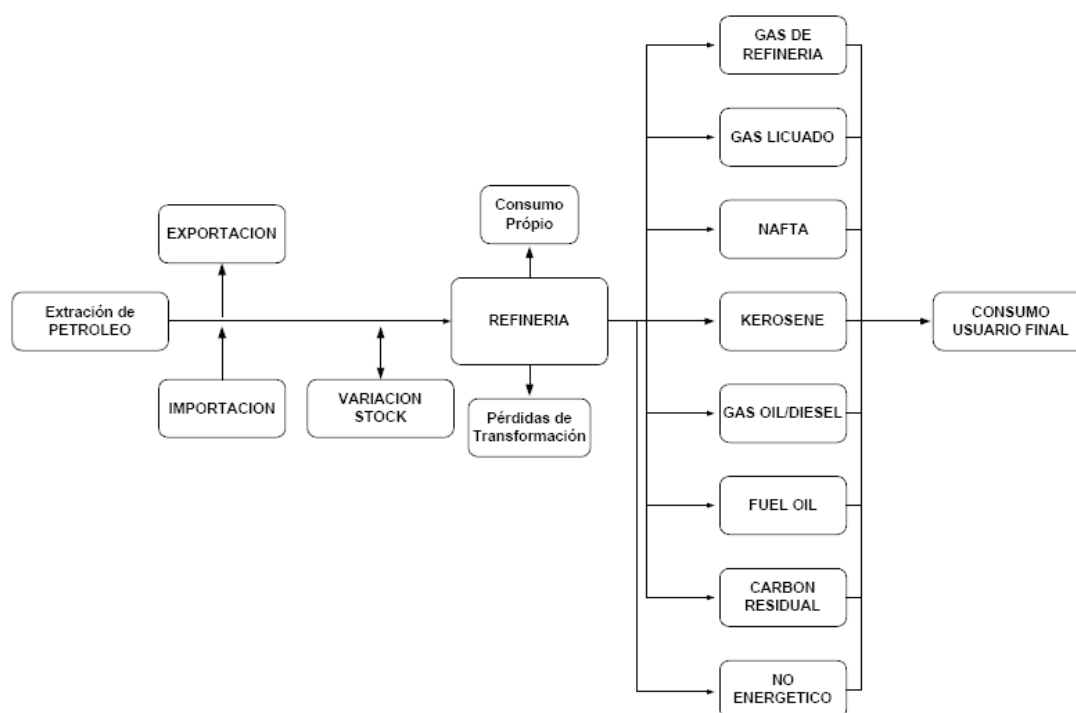 GAS DE
REFINERIA
GAS LICUADO
Consumo
Própio
NAFTA
EXPORTACION
Extración de
PETROLEO
REFINERIA
KEROSENE
CONSUMO
USUARIO FINAL
IMPORTACION
VARIACION
STOCK
Pérdidas de
Transformación
GAS OIL/DIESEL
FUEL OIL
CARBON
RESIDUAL
NO
ENERGETICO